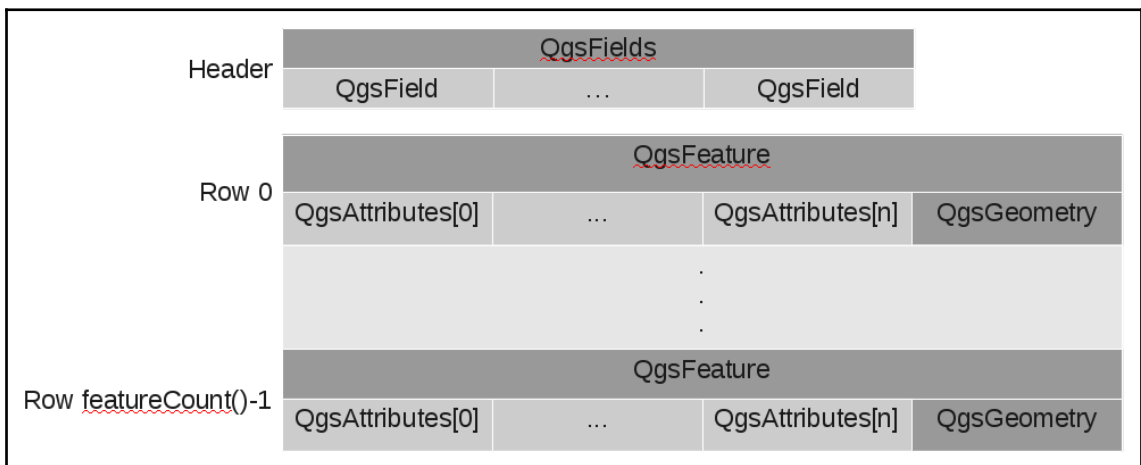 QgsFields
Header
QgsField ... QgsField
QgsFeature
Row 0
QgsAttributes[0] ... QgsAttributes[n] QgsGeometry
.
.
.
QgsFeature
Row featureCount()-1
QgsAttributes[0] ... QgsAttributes[n] QgsGeometry